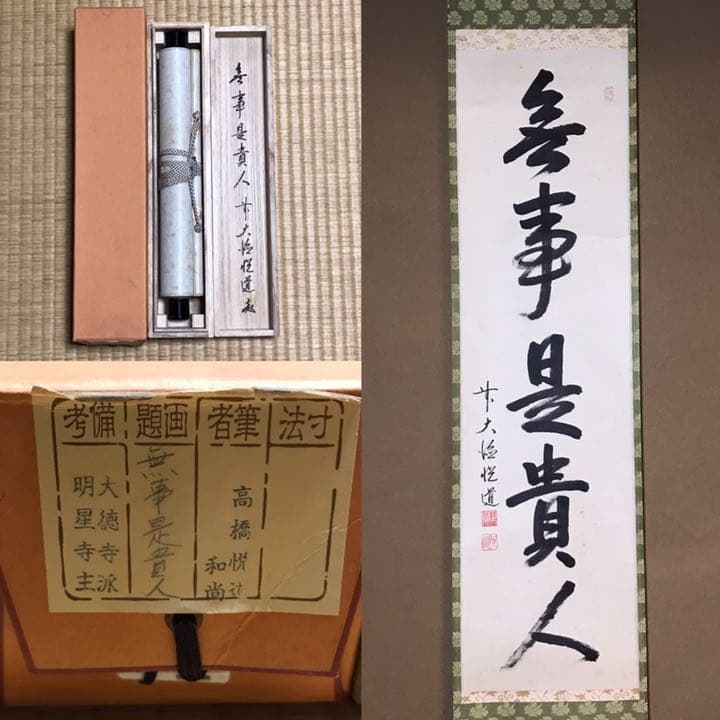 無事是貴人
前大徳悦道
寸法
筆者
高橋悦道
和尚
画題
無事是貴人
備考
大徳寺派
明星寺主
無事是貴人
前大徳悦道